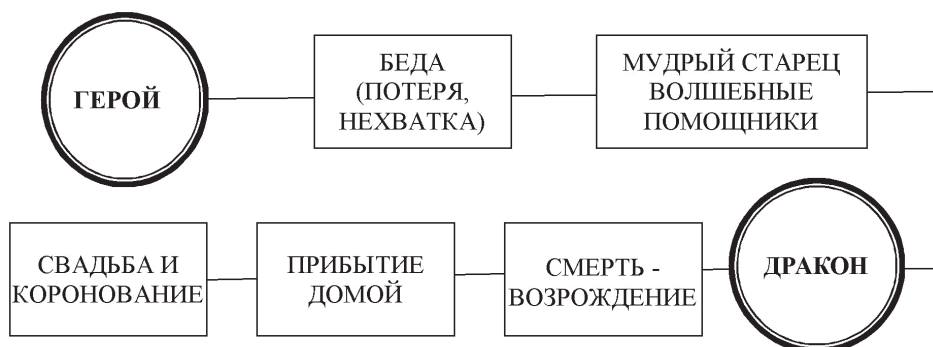 ГЕРОЙ
БЕДА
(ПОТЕРЯ,
НЕХВАТКА)
МУДРЫЙ СТАРЕЦ
ВОЛШЕБНЫЕ
ПОМОЩНИКИ
СВАДЬБА И
КОРОНОВАНИЕ
ПРИБЫТИЕ
ДОМОЙ
СМЕРТЬ -
ВОЗРОЖДЕНИЕ
ДРАКОН